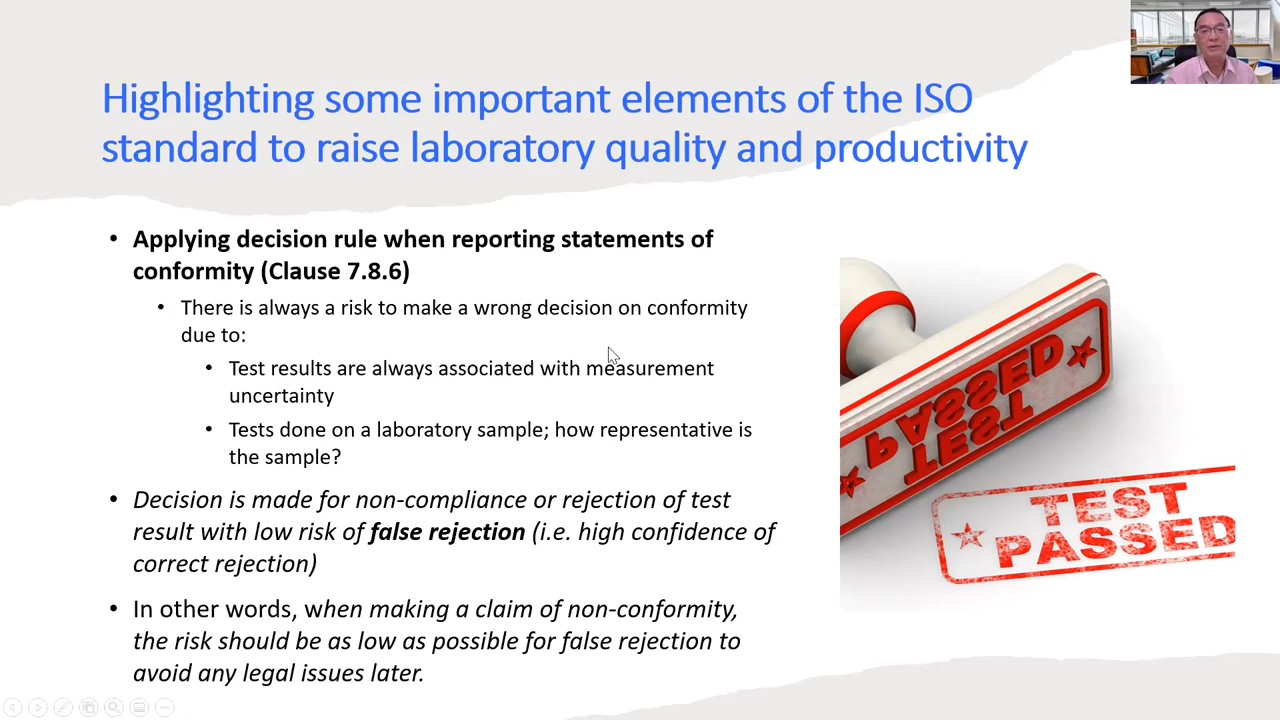 Highlighting some important elements of the ISO
standard to raise laboratory quality and productivity
• Applying decision rule when reporting statements of
conformity (Clause 7.8.6)
• There is always a risk to make a wrong decision on conformity
due to:
• Test results are always associated with measurement
uncertainty
• Tests done on a laboratory sample; how representative is
the sample?
• Decision is made for non-compliance or rejection of test
result with low risk of false rejection (i.e. high confidence of
correct rejection)
• In other words, when making a claim of non-conformity,
the risk should be as low as possible for false rejection to
avoid any legal issues later.
TEST
PASSED
TEST
PASSED